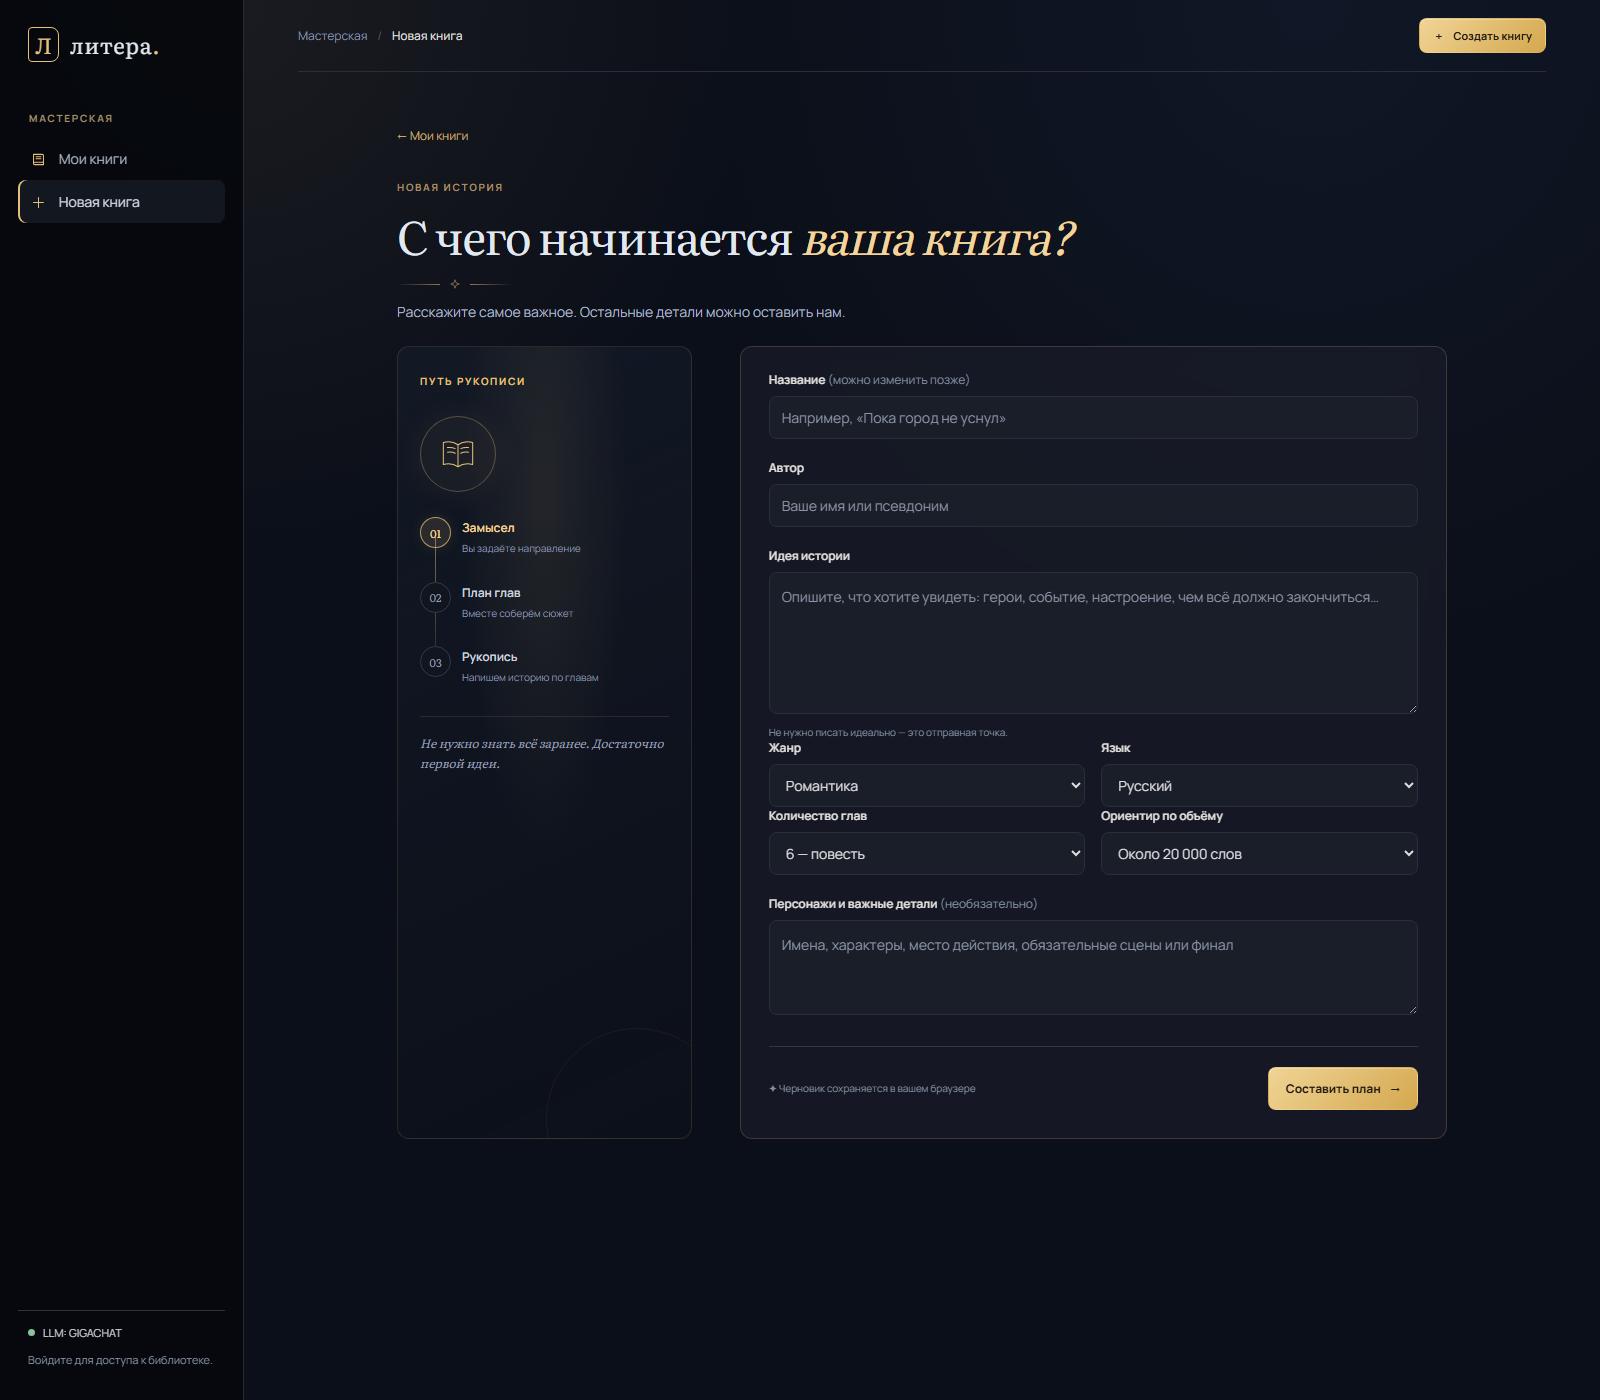 Л литера.
МАСТЕРСКАЯ
Мои книги
Новая книга
LLM: GIGACHAT
Войдите для доступа к библиотеке.
Мастерская / Новая книга
+ Создать книгу
← Мои книги
НОВАЯ ИСТОРИЯ
С чего начинается ваша книга?
Расскажите самое важное. Остальные детали можно оставить нам.
ПУТЬ РУКОПИСИ
01 Замысел
Вы задаёте направление
02 План глав
Вместе соберём сюжет
03 Рукопись
Напишем историю по главам
Не нужно знать всё заранее. Достаточно
первой идеи.
Название (можно изменить позже)
Например, «Пока город не уснул»
Автор
Ваше имя или псевдоним
Идея истории
Опишите, что хотите увидеть: герои, событие, настроение, чем всё должно закончиться…
Не нужно писать идеально — это отправная точка.
Жанр Язык
Романтика Русский
Количество глав Ориентир по объёму
6 — повесть Около 20 000 слов
Персонажи и важные детали (необязательно)
Имена, характеры, место действия, обязательные сцены или финал
✦ Черновик сохраняется в вашем браузере
Составить план →